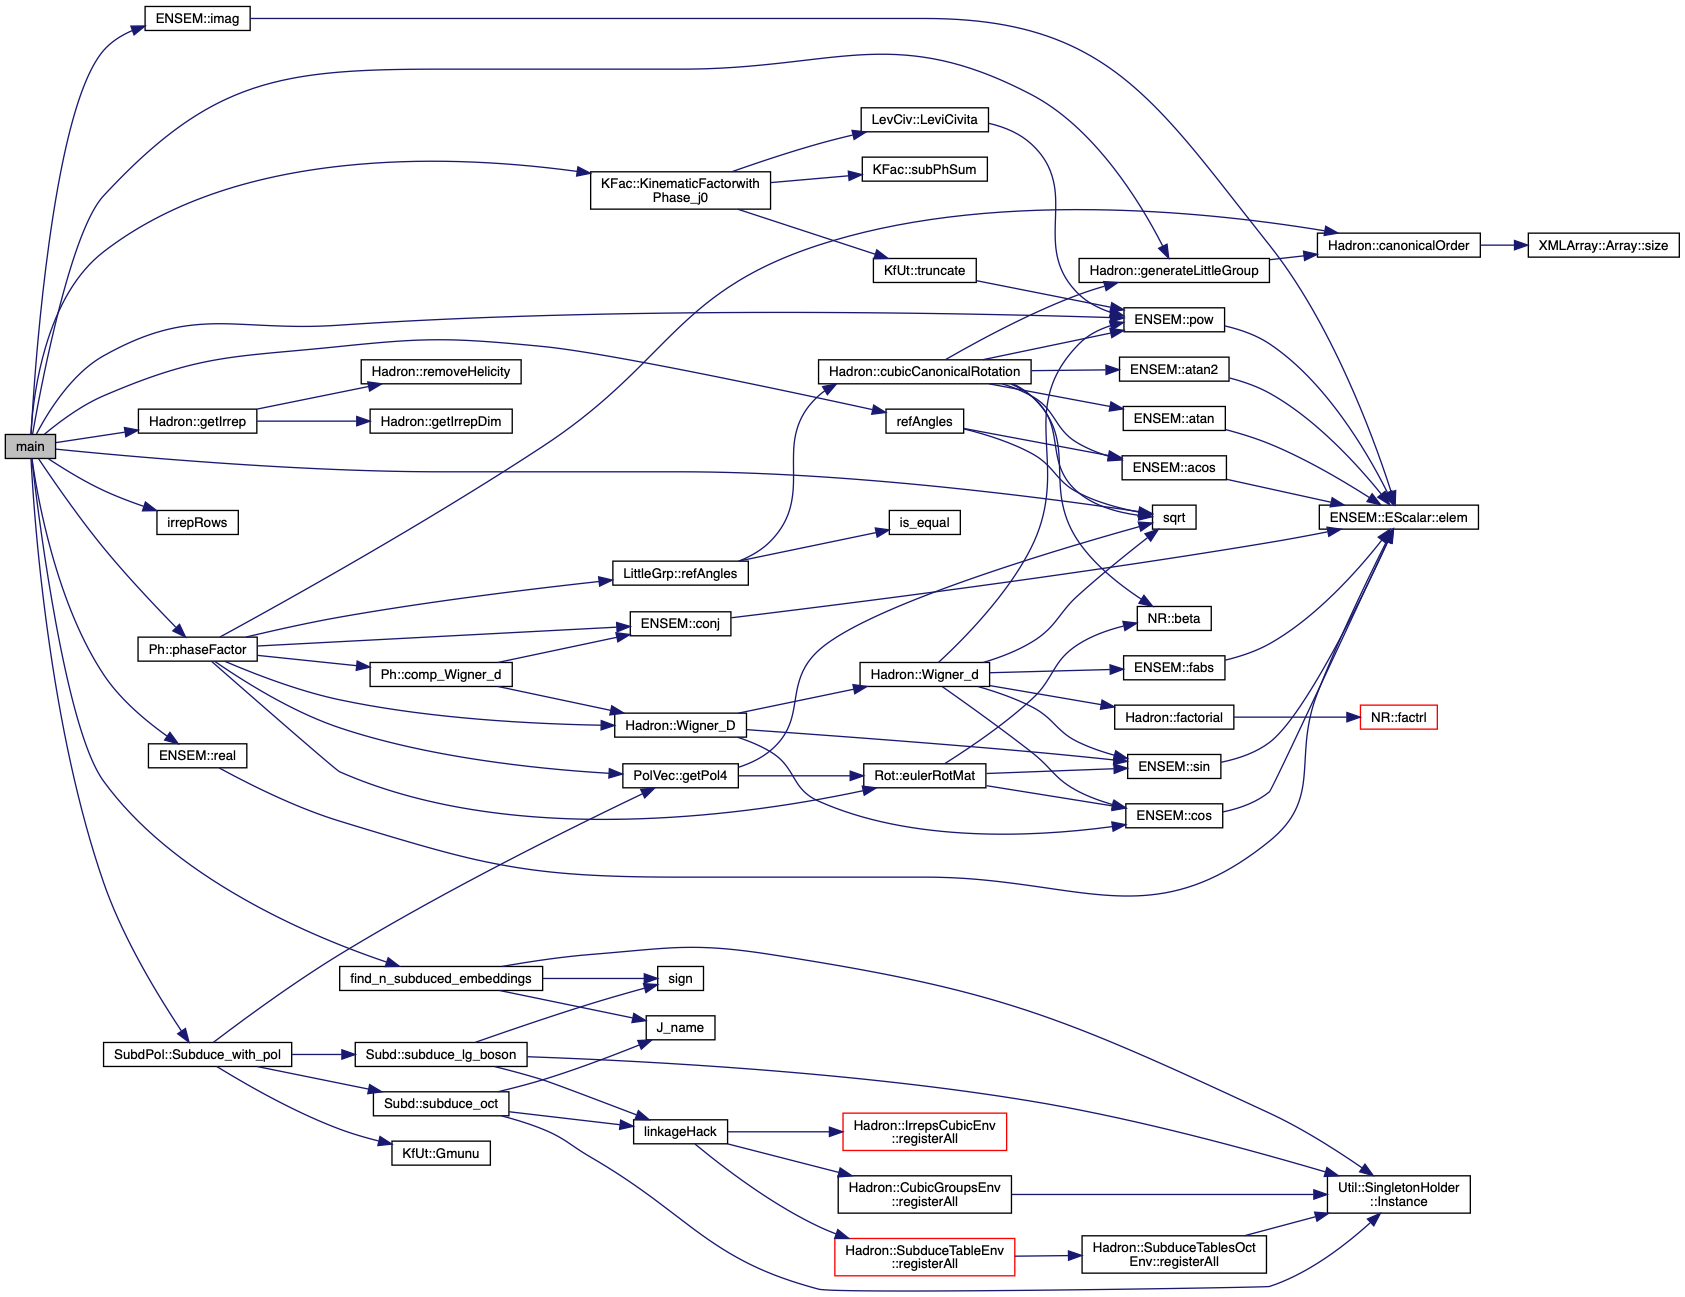 ENSEM::imag
LevCiv::LeviCivita
KFac::subPhSum
KFac::KinematicFactorwith
Phase_j0
Hadron::canonicalOrder
XMLArray::Array::size
KfUt::truncate
Hadron::generateLittleGroup
ENSEM::pow
Hadron::removeHelicity
Hadron::cubicCanonicalRotation
ENSEM::atan2
Hadron::getIrrep
Hadron::getIrrepDim
refAngles
ENSEM::atan
main
ENSEM::acos
irrepRows
is_equal
sqrt
ENSEM::EScalar::elem
LittleGrp::refAngles
NR::beta
ENSEM::conj
Ph::phaseFactor
Ph::comp_Wigner_d
Hadron::Wigner_d
ENSEM::fabs
Hadron::Wigner_D
Hadron::factorial
NR::factrl
ENSEM::real
PolVec::getPol4
Rot::eulerRotMat
ENSEM::sin
ENSEM::cos
find_n_subduced_embeddings
sign
J_name
SubdPol::Subduce_with_pol
Subd::subduce_lg_boson
Subd::subduce_oct
linkageHack
Hadron::IrrepsCubicEnv
::registerAll
KfUt::Gmunu
Hadron::CubicGroupsEnv
::registerAll
Util::SingletonHolder
::Instance
Hadron::SubduceTableEnv
::registerAll
Hadron::SubduceTablesOct
Env::registerAll